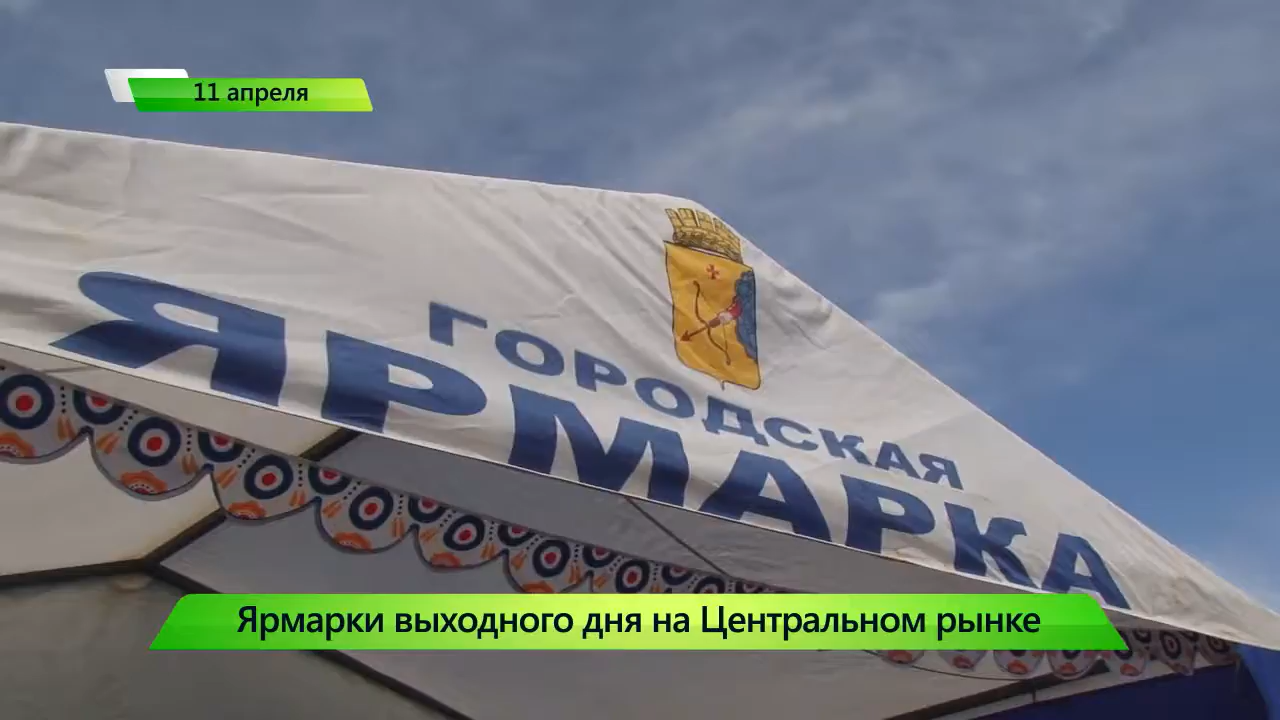 11 апреля
ГОРОДСКАЯ
ЯРМАРКА
Ярмарки выходного дня на Центральном рынке